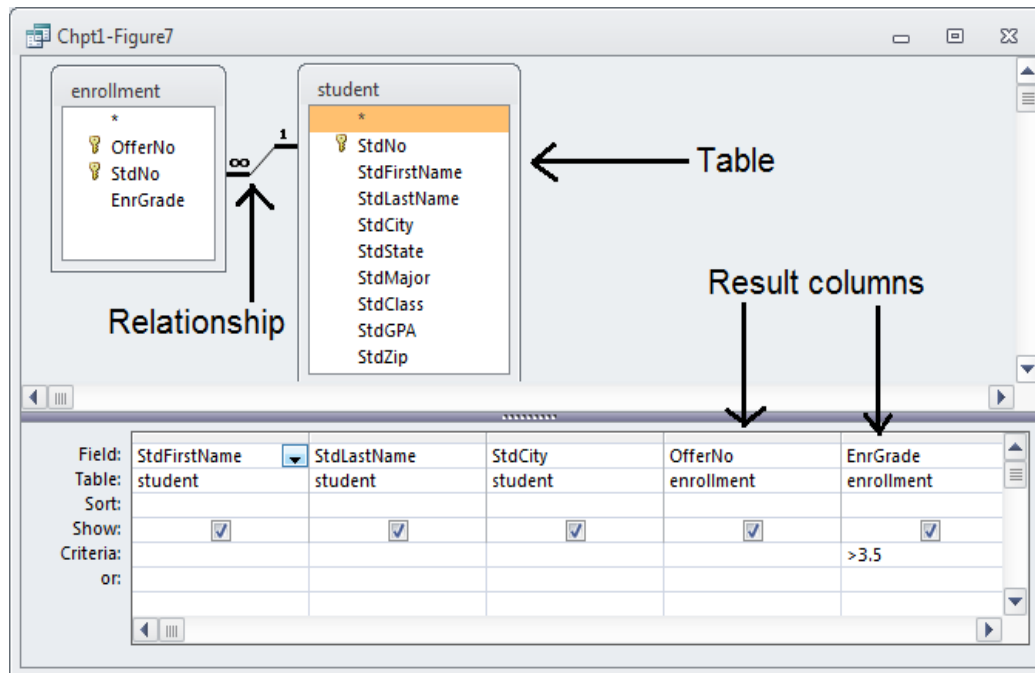 Chpt1-Figure7
enrollment
*
OfferNo
StdNo
EnrGrade
∞
1
student
*
StdNo
StdFirstName
StdLastName
StdCity
StdState
StdMajor
StdClass
StdGPA
StdZip
Table
Relationship
Result columns
Field: StdFirstName StdLastName StdCity OfferNo EnrGrade
Table: student student student enrollment enrollment
Sort:
Show:
Criteria: >3.5
or: